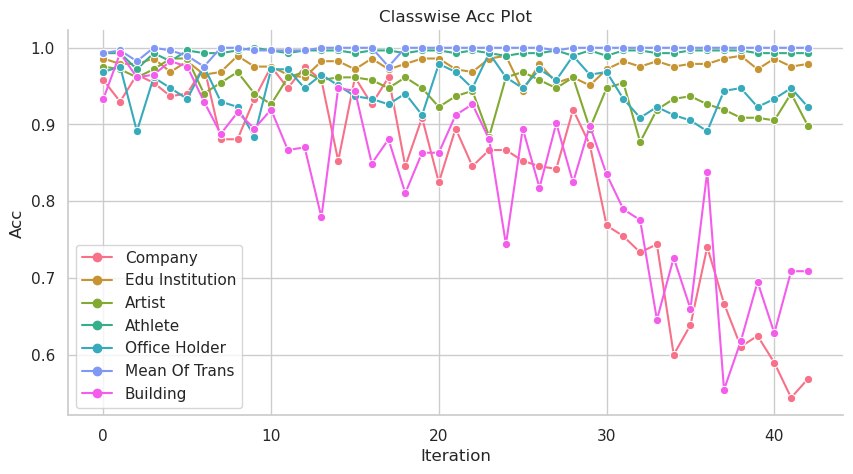 Classwise Acc Plot
1.0
0.9
0.8
0.7
0.6
Acc
Company
Edu Institution
Artist
Athlete
Office Holder
Mean Of Trans
Building
0
10
20
30
40
Iteration